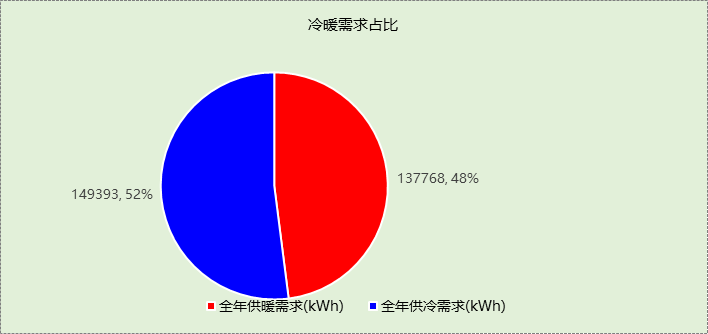 冷暖需求占比
137768, 48%
149393, 52%
全年供暖需求(kWh)
全年供冷需求(kWh)